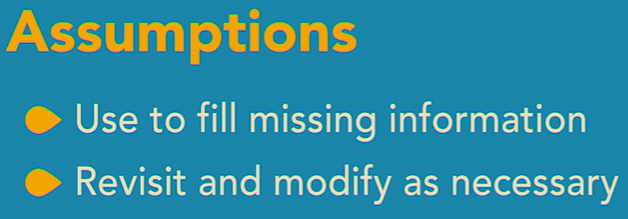 Assumptions
Use to fill missing information
Revisit and modify as necessary